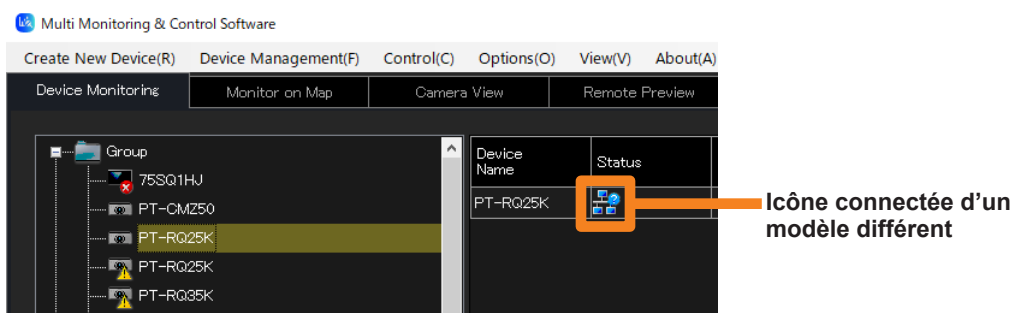 Multi Monitoring & Control Software
Create New Device(R) Device Management(F) Control(C) Options(O) View(V) About(A)
Device Monitoring Monitor on Map Camera View Remote Preview
Group
75SQ1HJ
PT-CMZ50
PT-RQ25K
PT-RQ25K
PT-RQ35K
Device
Name
Status
PT-RQ25K
Icône connectée d’un
modèle différent